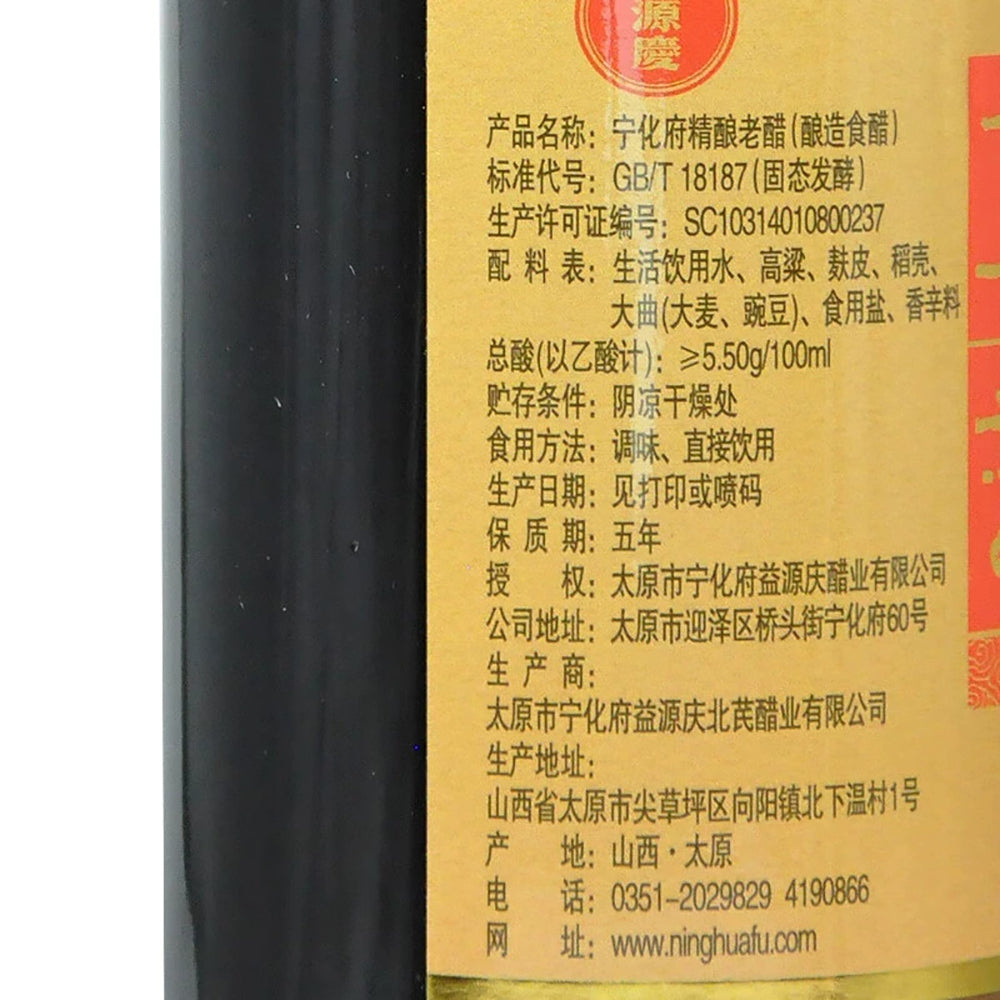 源
慶
产品名称：宁化府精酿老醋(酿造食醋)
标准代号：GB/T 18187(固态发酵)
生产许可证编号：SC10314010800237
配 料 表：生活饮用水、高粱、麸皮、稻壳、
大曲(大麦、豌豆)、食用盐、香辛料
总酸(以乙酸计)：≥5.50g/100ml
贮存条件：阴凉干燥处
食用方法：调味、直接饮用
生产日期：见打印或喷码
保 质 期：五年
授 权：太原市宁化府益源庆醋业有限公司
公司地址：太原市迎泽区桥头街宁化府60号
生 产 商：
太原市宁化府益源庆北芪醋业有限公司
生产地址：
山西省太原市尖草坪区向阳镇北下温村1号
产 地：山西·太原
电 话：0351-2029829 4190866
网 址：www.ninghuafu.com